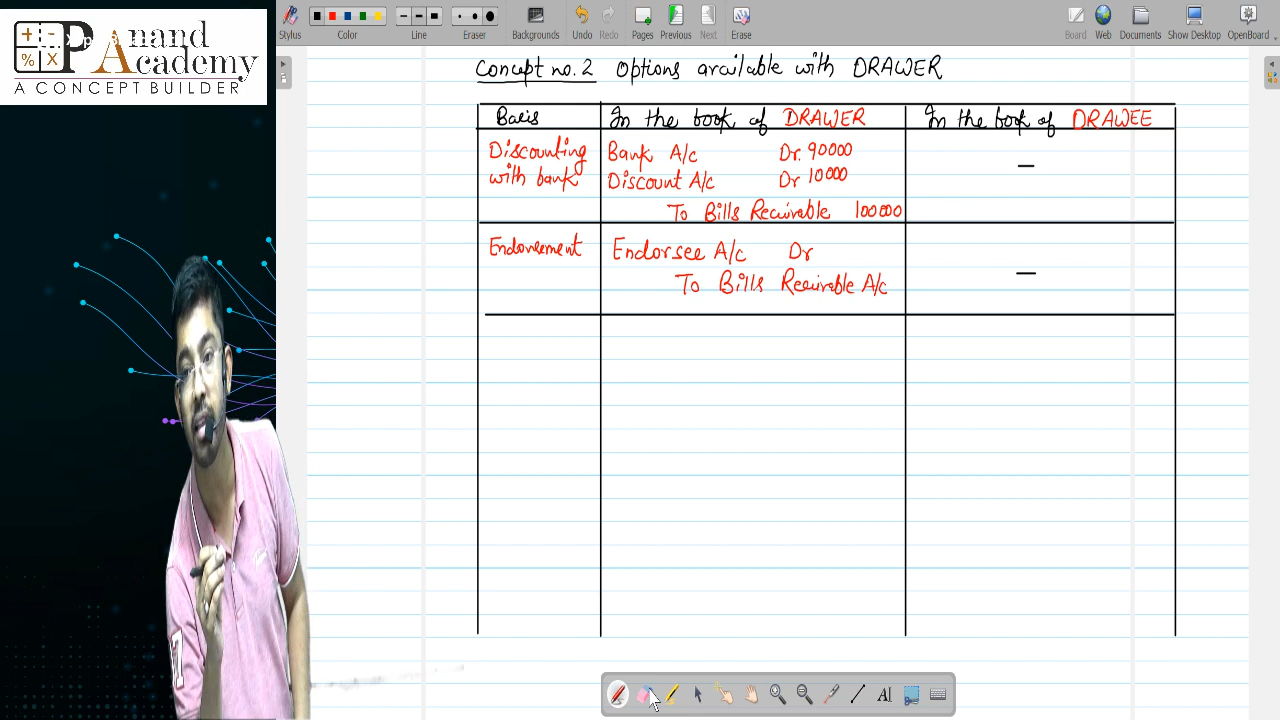 P Anand
Academy
A CONCEPT BUILDER
Stylus
Color
Line
Eraser
Backgrounds
Undo
Redo
Pages
Previous
Next
Erase
Board
Web
Documents
Show Desktop
OpenBoard
Concept no. 2 Options available with DRAWER
Basis
In the book of DRAWER
In the book of DRAWEE
Discounting
with bank
Bank A/c Dr. 90000
Discount A/c Dr 10000
To Bills Receivable 100000
—
Endorsement
Endorsee A/c Dr
To Bills Receivable A/c
—